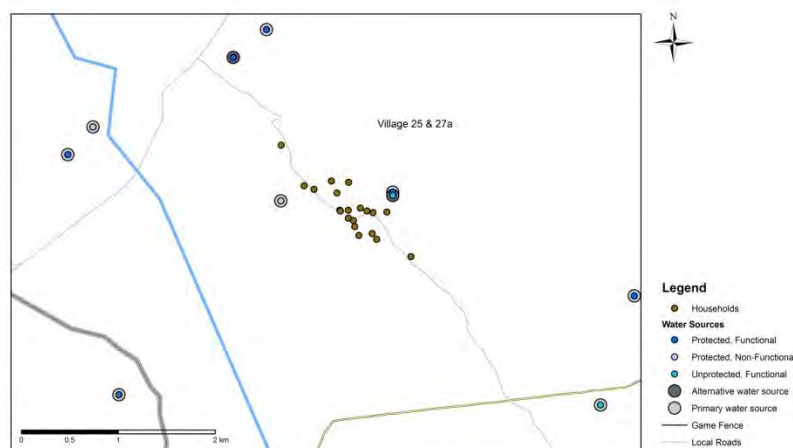 N
Village 25 & 27a
Legend
Households
Water Sources
Protected, Functional
Protected, Non-Functiona
Unprotected, Functional
Alternative water source
Primary water source
Game Fence
Local Roads
0 0.5 1 2 km